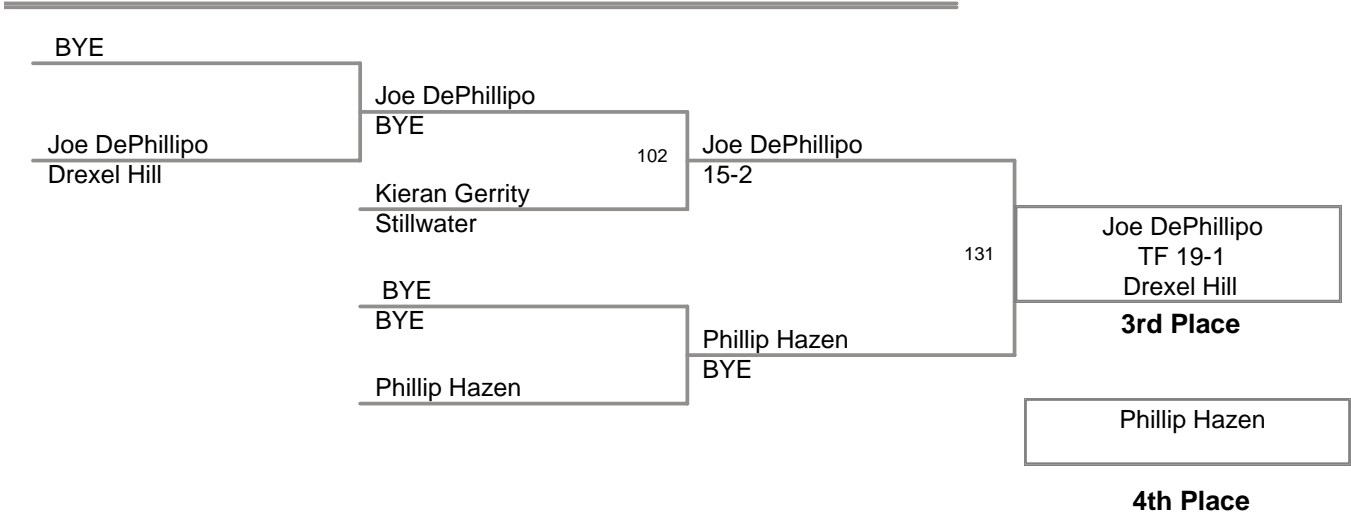 BYE
Joe DePhillipo
Drexel Hill
Joe DePhillipo
BYE
Kieran Gerrity
Stillwater
102
BYE
BYE
Phillip Hazen
Joe DePhillipo
15-2
Phillip Hazen
BYE
131
Joe DePhillipo
TF 19-1
Drexel Hill
3rd Place
Phillip Hazen
4th Place